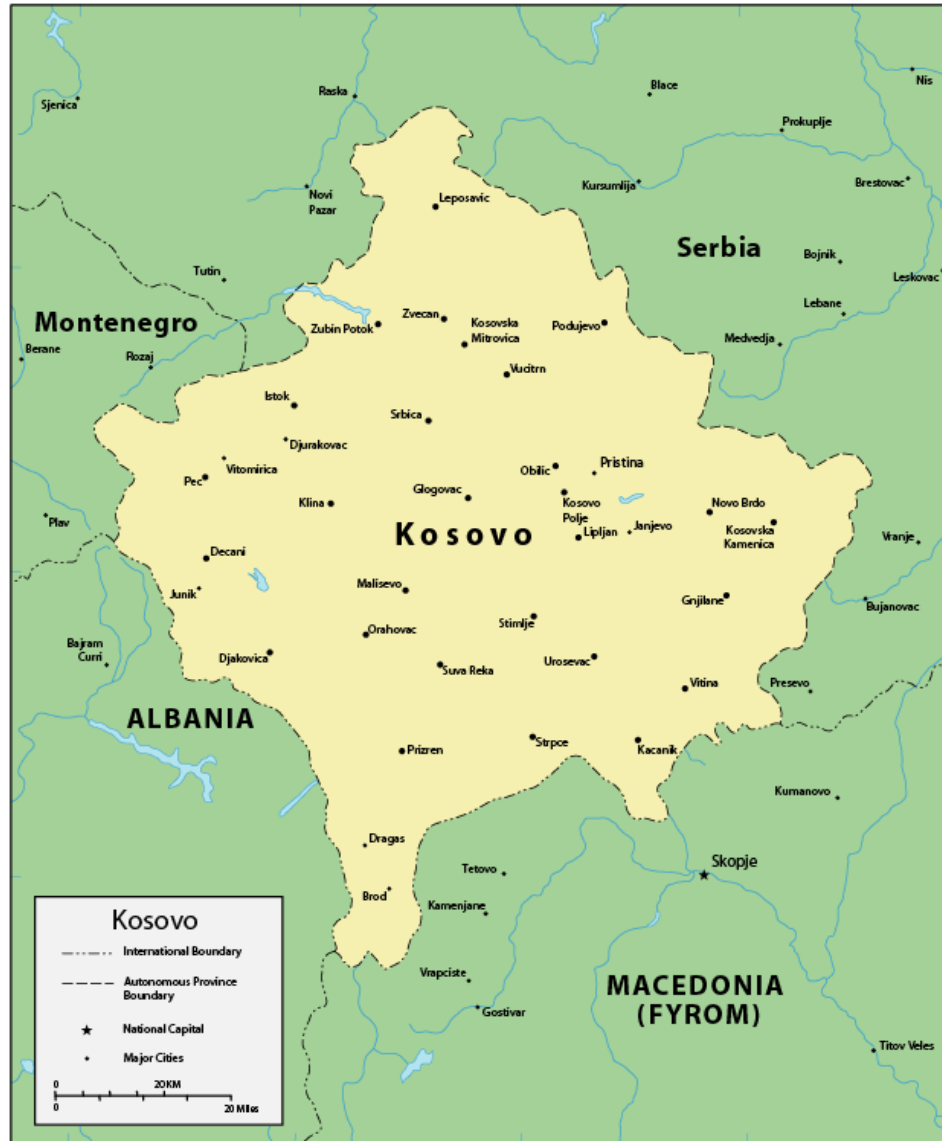 Nis
Blace
Raska
Sjenica
Prokuplje
Kursumlija
Brestovac
Novi
Pazar
Leposavic
Serbia
Bojnik
Tutin
Leskovac
Lebane
Montenegro
Zvecan
Zubin Potok
Kosovska
Mitrovica
Podujevo
Medvedja
Berane
Rozaj
Vucitrn
Istok
Srbica
Djurakovac
Vitomirica
Pec
Obilic
Pristina
Glogovac
Klina
Kosovo
Polje
Novo Brdo
Plav
Kosovo
Lipljan
Janjevo
Kosovska
Kamenica
Vranje
Decani
Malisevo
Junik
Gnjilane
Bujanovac
Stimlje
Orahovac
Bajram
Curri
Djakovica
Suva Reka
Urosevac
Vitina
Presevo
ALBANIA
Prizren
Strpce
Kacanik
Kumanovo
Dragas
Skopje
Tetovo
Brod
Kamenjane
Vrapciste
MACEDONIA
(FYROM)
Gostivar
Titov Veles
Kosovo
International Boundary
Autonomous Province
Boundary
National Capital
Major Cities
0 20KM
0 20 Miles